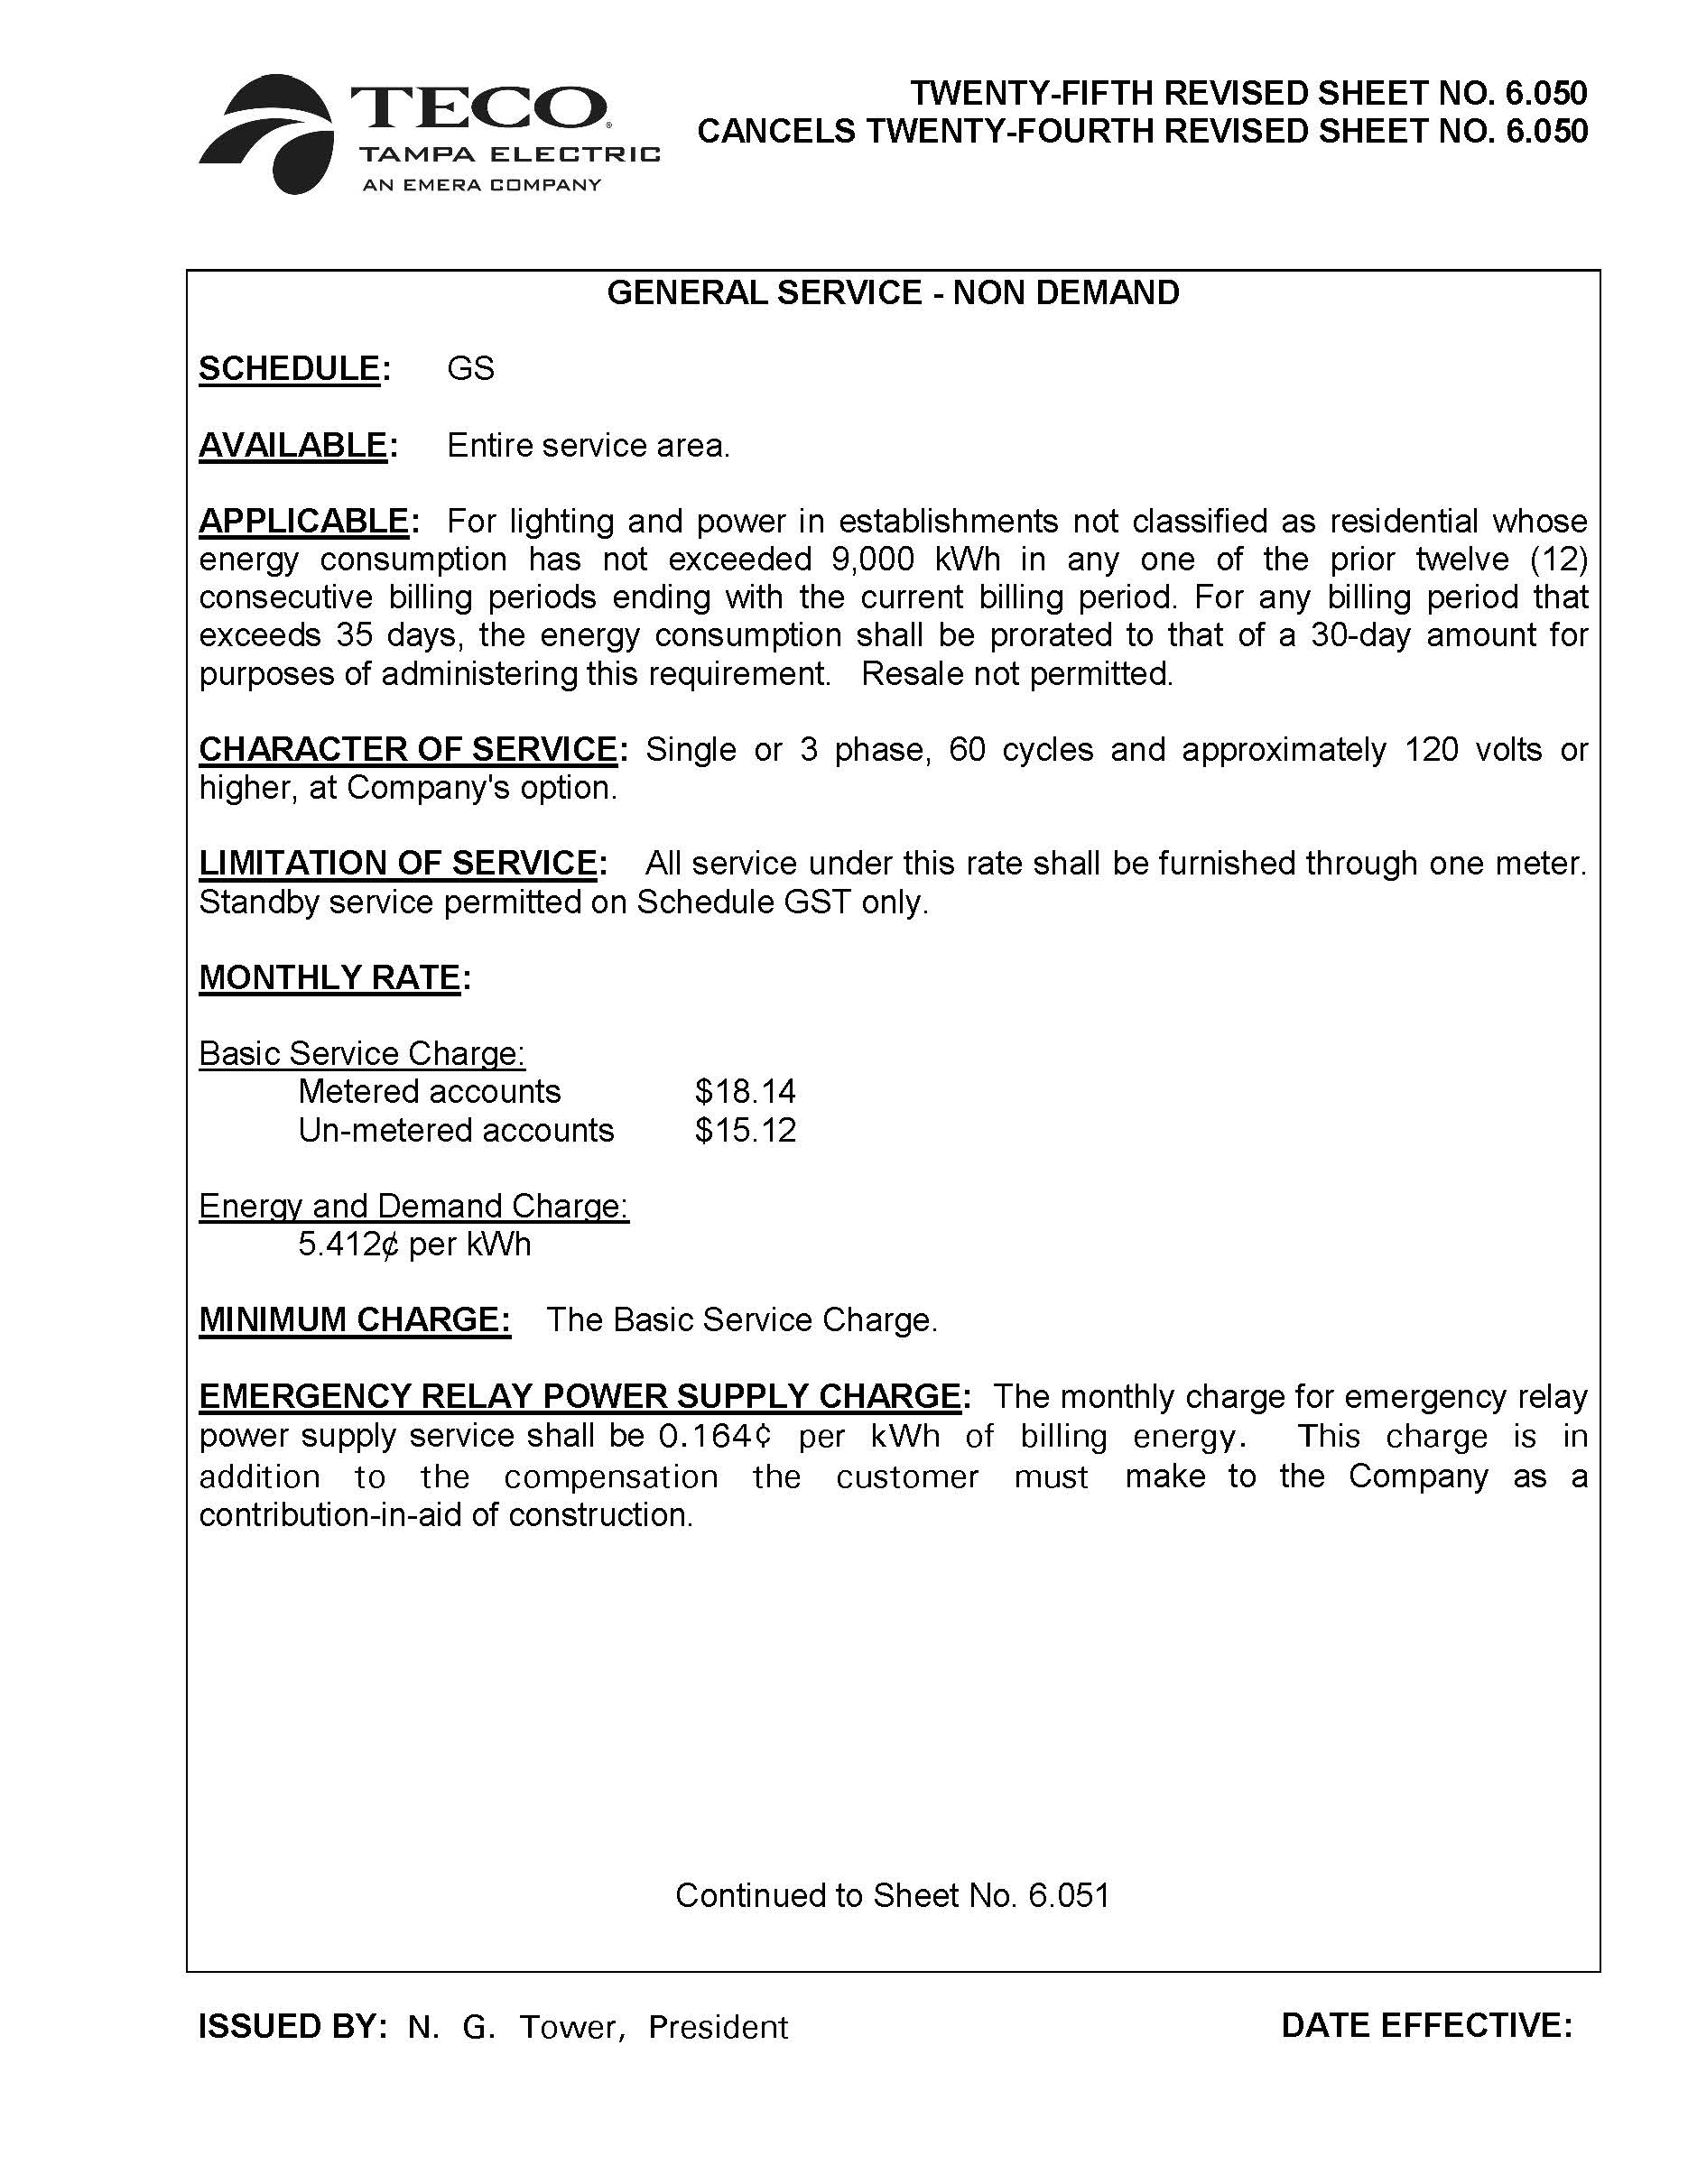 TECO®
TAMPA ELECTRIC
AN EMERA COMPANY
TWENTY-FIFTH REVISED SHEET NO. 6.050
CANCELS TWENTY-FOURTH REVISED SHEET NO. 6.050
GENERAL SERVICE - NON DEMAND
SCHEDULE: GS
AVAILABLE: Entire service area.
APPLICABLE: For lighting and power in establishments not classified as residential whose
energy consumption has not exceeded 9,000 kWh in any one of the prior twelve (12)
consecutive billing periods ending with the current billing period. For any billing period that
exceeds 35 days, the energy consumption shall be prorated to that of a 30-day amount for
purposes of administering this requirement. Resale not permitted.
CHARACTER OF SERVICE: Single or 3 phase, 60 cycles and approximately 120 volts or
higher, at Company's option.
LIMITATION OF SERVICE: All service under this rate shall be furnished through one meter.
Standby service permitted on Schedule GST only.
MONTHLY RATE:
Basic Service Charge:
Metered accounts $18.14
Un-metered accounts $15.12
Energy and Demand Charge:
5.412¢ per kWh
MINIMUM CHARGE: The Basic Service Charge.
EMERGENCY RELAY POWER SUPPLY CHARGE: The monthly charge for emergency relay
power supply service shall be 0.164¢ per kWh of billing energy. This charge is in
addition to the compensation the customer must make to the Company as a
contribution-in-aid of construction.
Continued to Sheet No. 6.051
ISSUED BY: N. G. Tower, President
DATE EFFECTIVE: